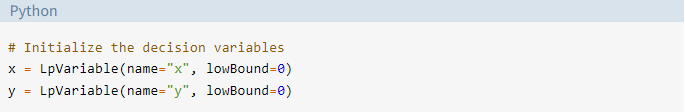 Python
# Initialize the decision variables
x = LpVariable(name="x", lowBound=0)
y = LpVariable(name="y", lowBound=0)